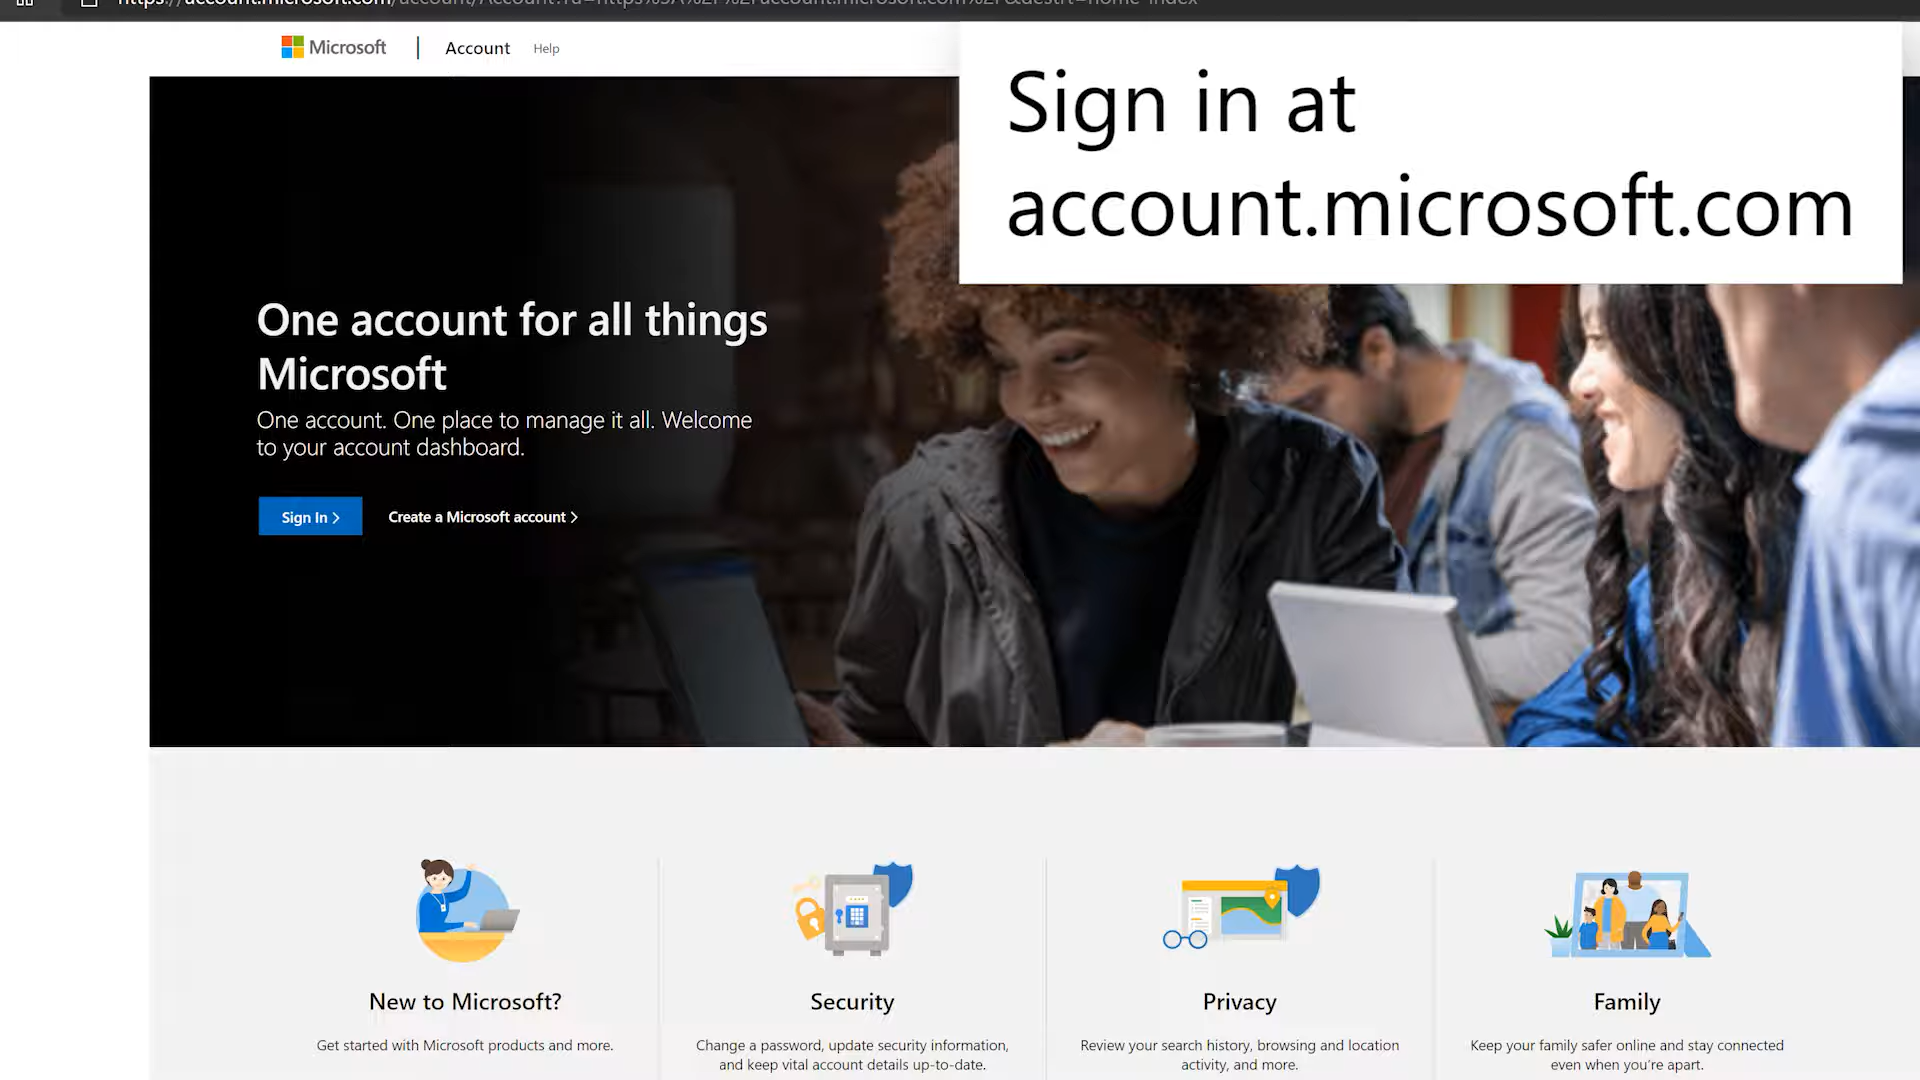 Microsoft
Account
Help
Sign in at
account.microsoft.com
One account for all things
Microsoft
One account. One place to manage it all. Welcome
to your account dashboard.
Sign In
Create a Microsoft account
New to Microsoft?
Get started with Microsoft products and more.
Security
Change a password, update security information,
and keep vital account details up-to-date.
Privacy
Review your search history, browsing and location
activity, and more.
Family
Keep your family safer online and stay connected
even when you're apart.